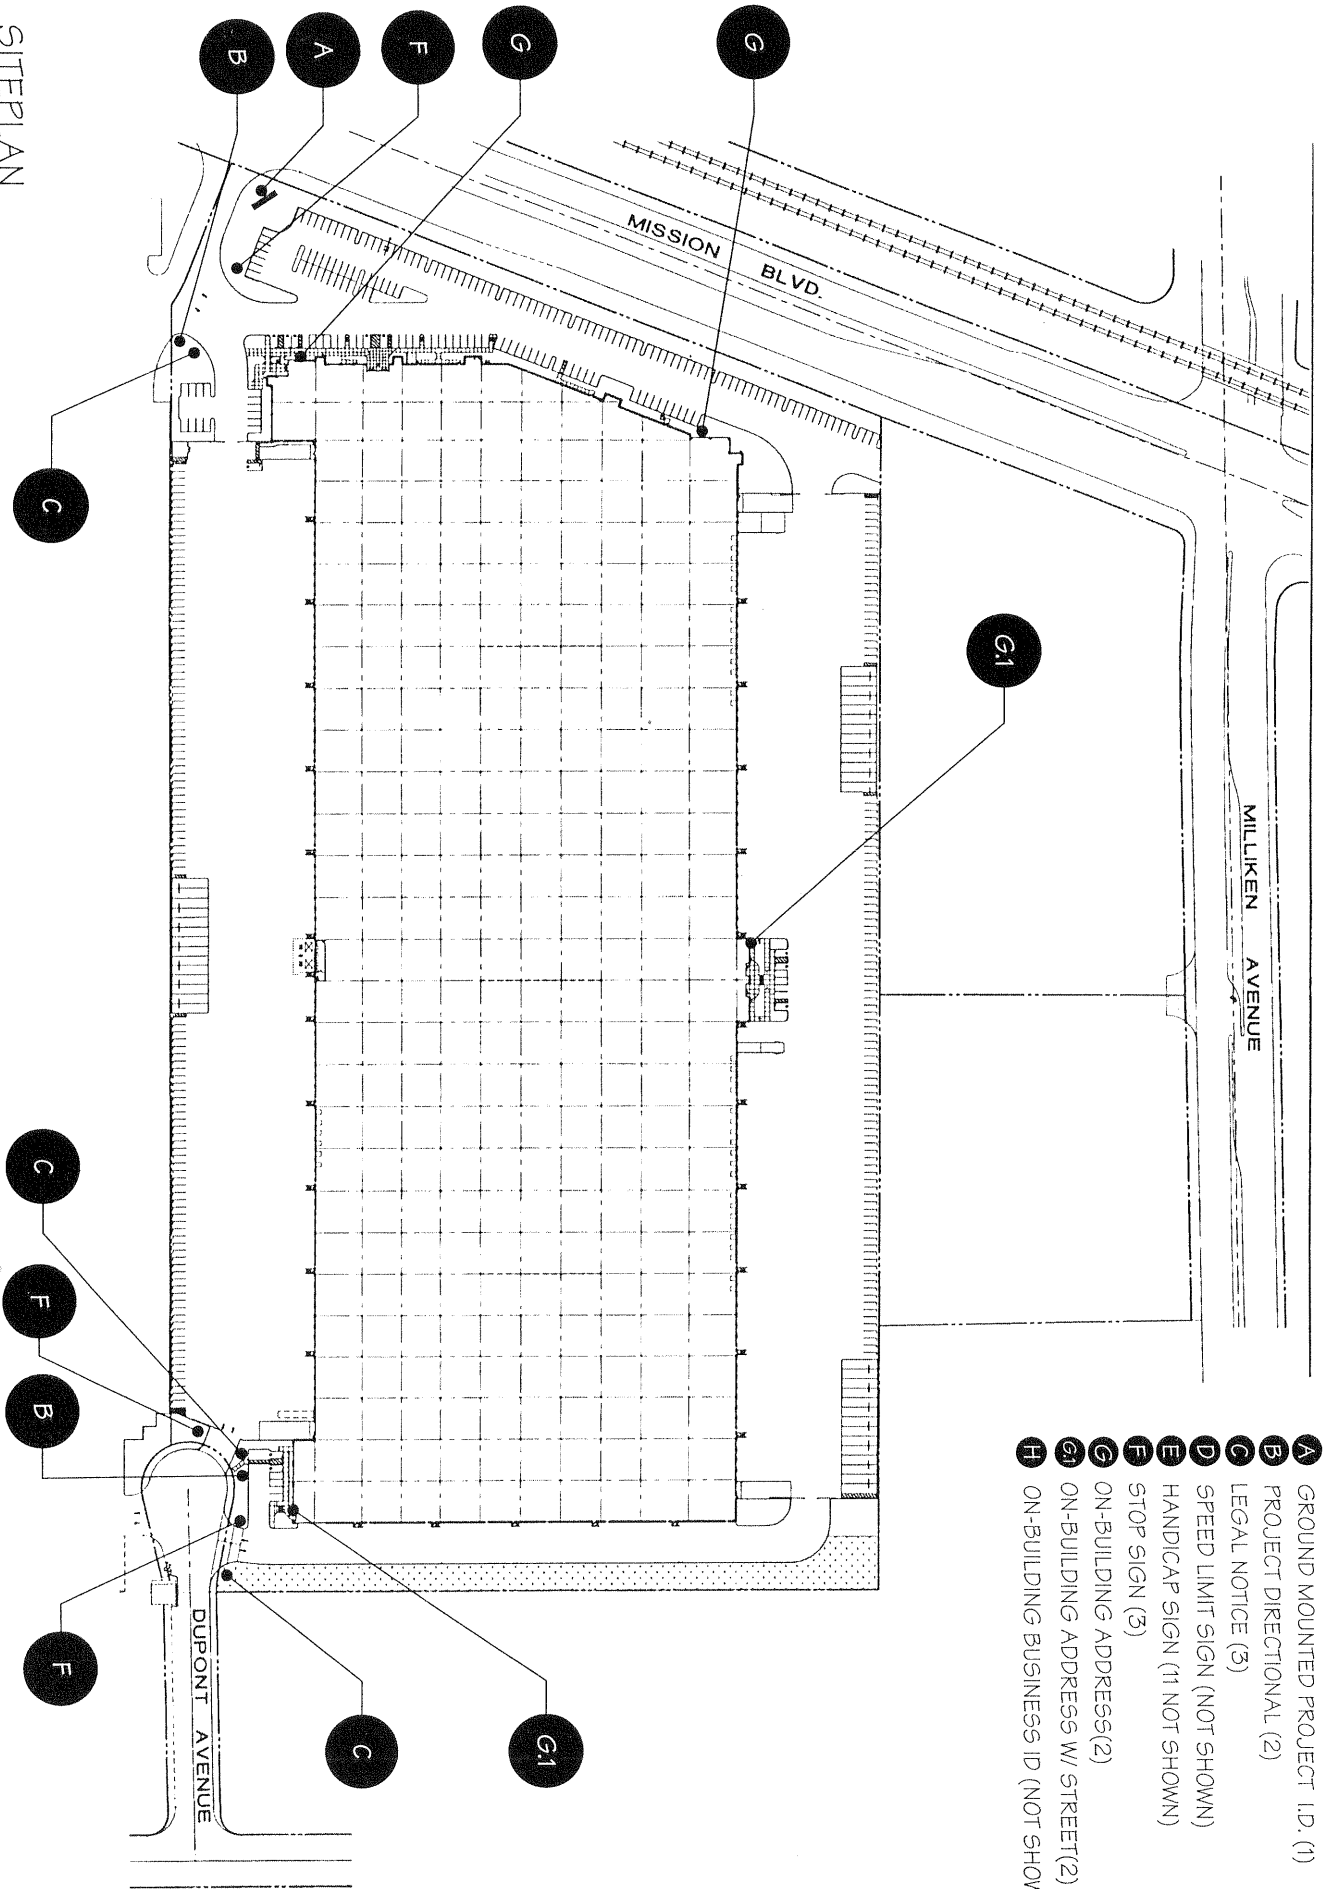 SITEPLAN
B
A
F
G
G
MISSION BLVD.
C
G.1
MILLIKEN AVENUE
C
F
B
F
C
G.1
DUPONT AVENUE
A GROUND MOUNTED PROJECT I.D. (1)
B PROJECT DIRECTIONAL (2)
C LEGAL NOTICE (3)
D SPEED LIMIT SIGN (NOT SHOWN)
E HANDICAP SIGN (11 NOT SHOWN)
F STOP SIGN (3)
G ON-BUILDING ADDRESS(2)
G.1 ON-BUILDING ADDRESS W/ STREET(2)
H ON-BUILDING BUSINESS ID (NOT SHOW